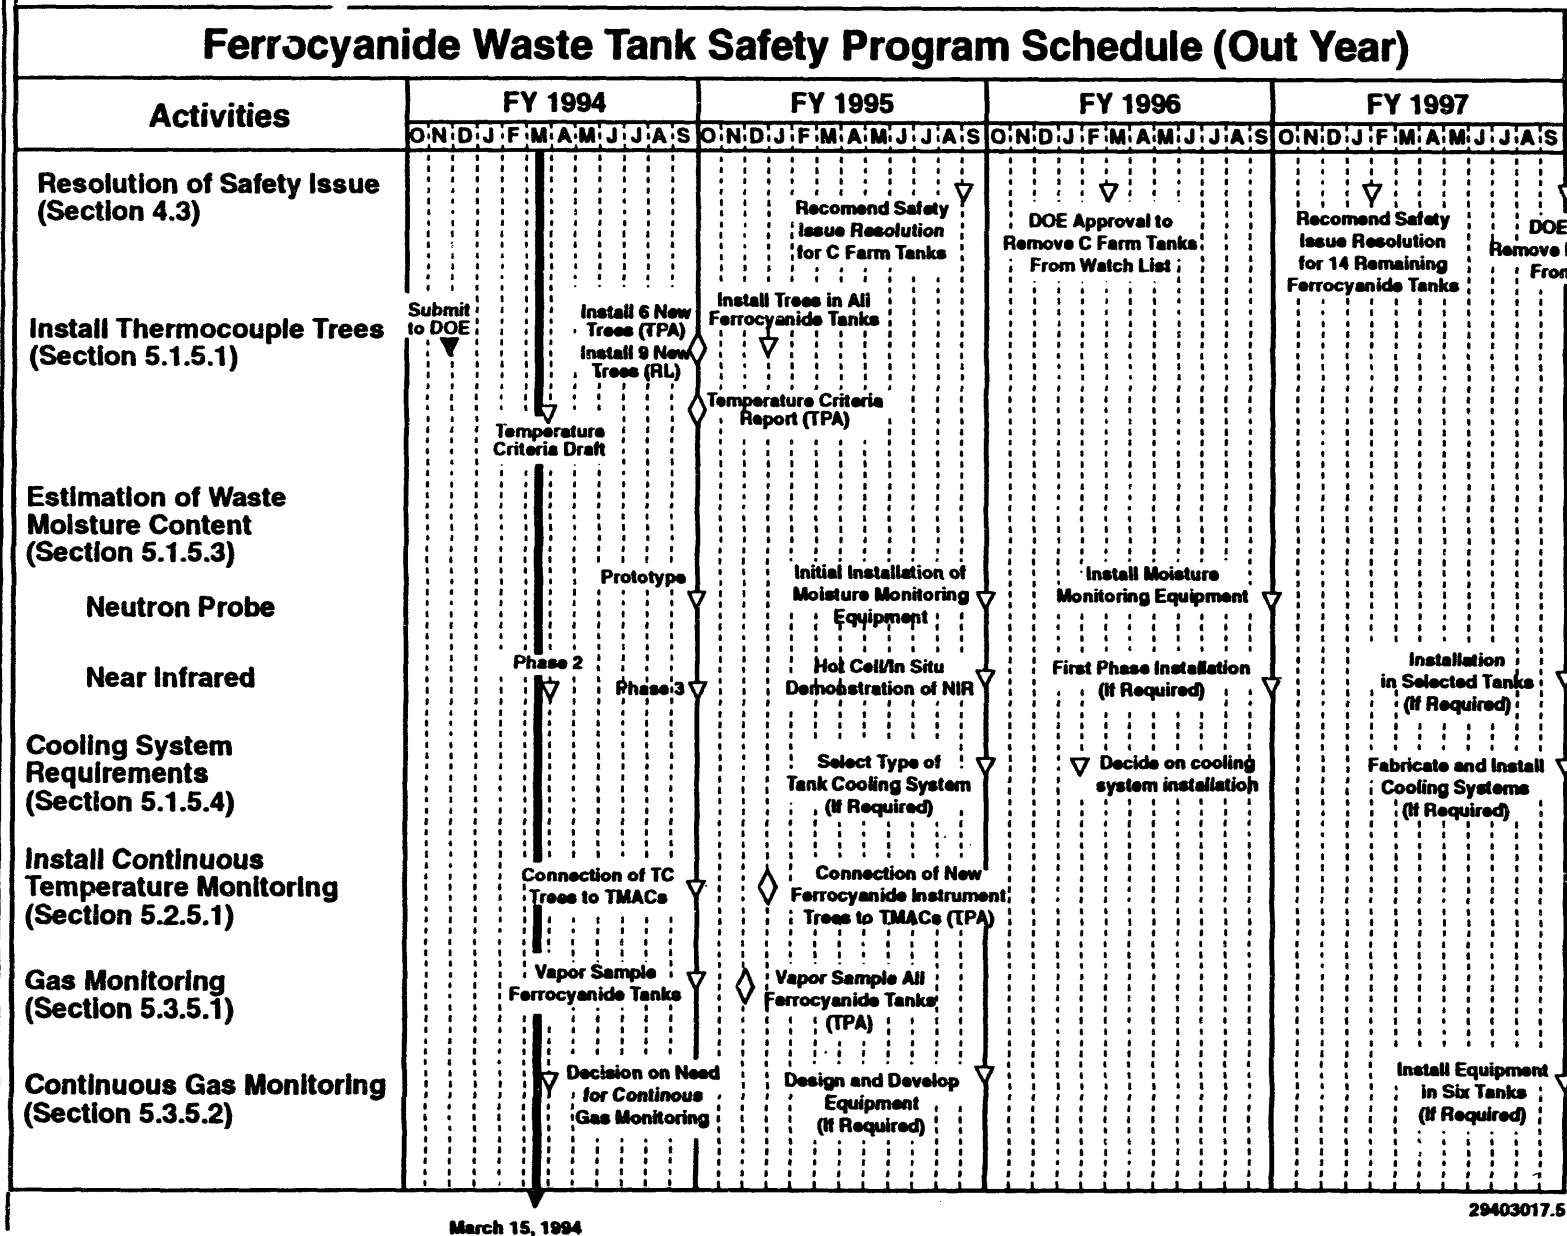 Ferrocyanide Waste Tank Safety Program Schedule (Out Year)
Activities
FY 1994
FY 1995
FY 1996
FY 1997
O N D J F M A M J J A S
O N D J F M A M J J A S
O N D J F M A M J J A S
O N D J F M A M J J A S
Resolution of Safety Issue
(Section 4.3)
Recomend Safety
Issue Resolution
for C Farm Tanks
DOE Approval to
Remove C Farm Tanks
From Watch List
Recomend Safety
Issue Resolution
for 14 Remaining
Ferrocyanide Tanks
DOE
Remove
From
Install Thermocouple Trees
(Section 5.1.5.1)
Submit
to DOE
Install 6 New
Trees (TPA)
Install 9 New
Trees (RL)
Install Trees in All
Ferrocyanide Tanks
Temperature Criteria
Report (TPA)
Temperature
Criteria Draft
Estimation of Waste
Moisture Content
(Section 5.1.5.3)
Neutron Probe
Prototype
Initial Installation of
Moisture Monitoring
Equipment
Install Moisture
Monitoring Equipment
Near Infrared
Phase 2
Phase 3
Hot Cell/In Situ
Demonstration of NIR
First Phase Installation
(If Required)
Installation
in Selected Tanks
(If Required)
Cooling System
Requirements
(Section 5.1.5.4)
Select Type of
Tank Cooling System
(If Required)
Decide on cooling
system installation
Fabricate and Install
Cooling Systems
(If Required)
Install Continuous
Temperature Monitoring
(Section 5.2.5.1)
Connection of TC
Trees to TMACs
Connection of New
Ferrocyanide Instrument
Trees to TMACs (TPA)
Gas Monitoring
(Section 5.3.5.1)
Vapor Sample
Ferrocyanide Tanks
Vapor Sample All
Ferrocyanide Tanks
(TPA)
Continuous Gas Monitoring
(Section 5.3.5.2)
Decision on Need
for Continous
Gas Monitoring
Design and Develop
Equipment
(If Required)
Install Equipment
in Six Tanks
(If Required)
29403017.5
March 15, 1994